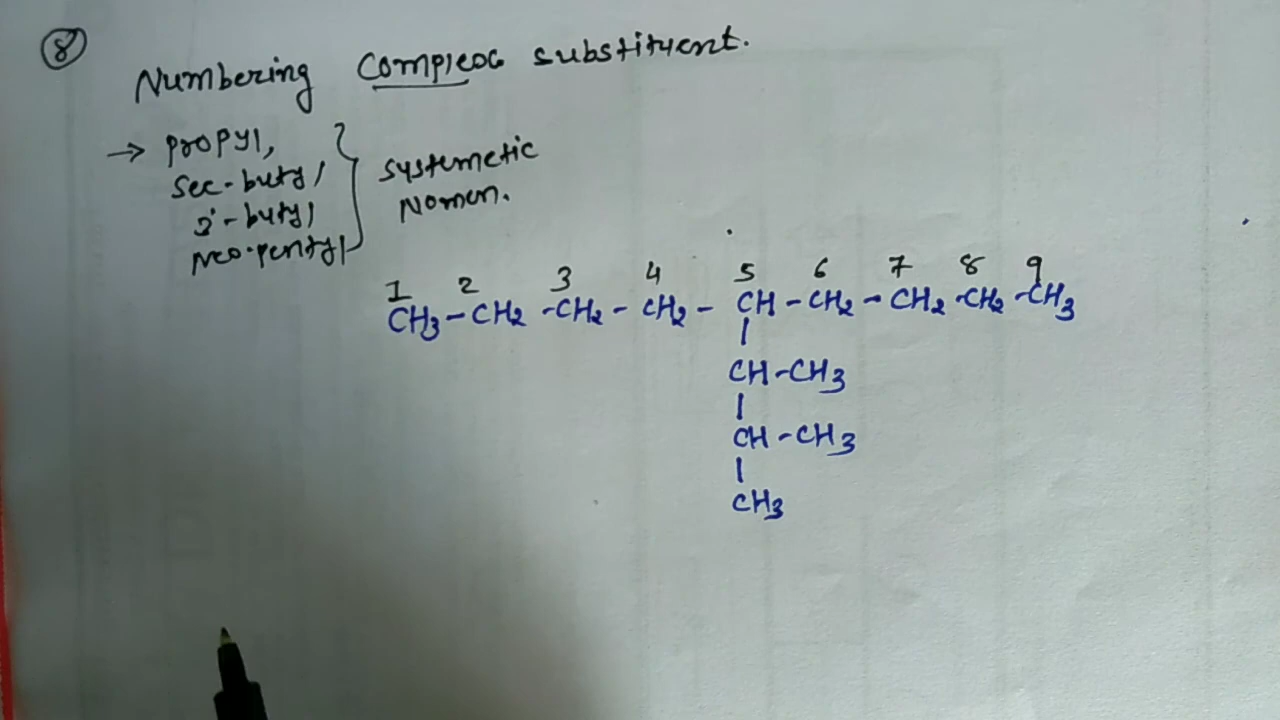 8
Numbering Complex substituent.
→ propyl,
sec-butyl
3°-butyl
neo-pentyl
systemetic
Nomen.
1 2 3 4 5 6 7 8 9
CH3-CH2-CH2-CH2-CH-CH2-CH2-CH2-CH3
|
CH-CH3
|
CH-CH3
|
CH3